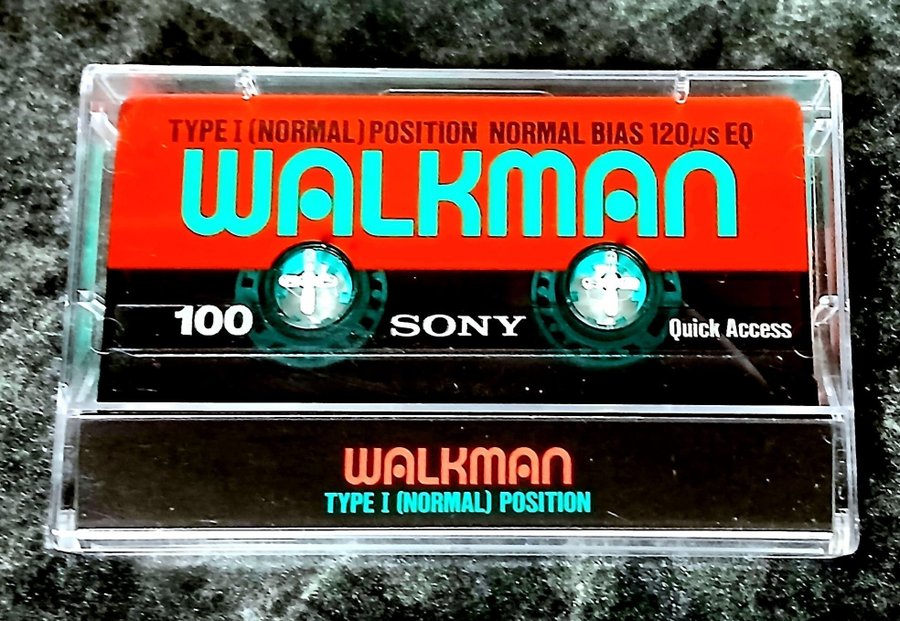 TYPE I (NORMAL) POSITION NORMAL BIAS 120µs EQ
WALKMAN
100 SONY Quick Access
WALKMAN
TYPE I (NORMAL) POSITION